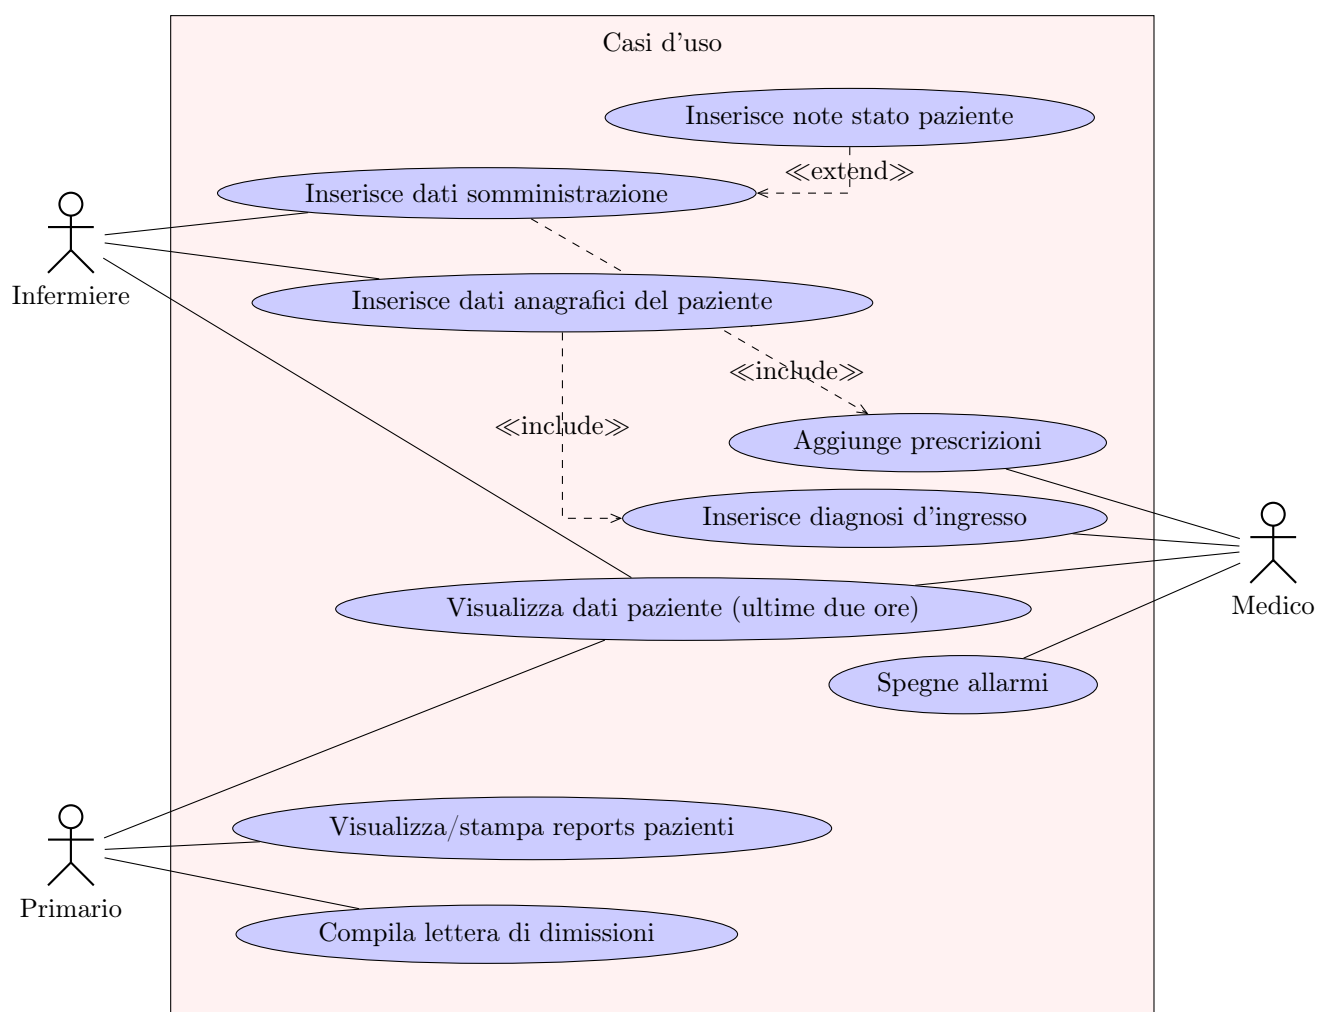 Casi d'uso
Inserisce note stato paziente
≪extend≫
Inserisce dati somministrazione
Infermiere
Inserisce dati anagrafici del paziente
≪include≫
≪include≫
Aggiunge prescrizioni
Inserisce diagnosi d'ingresso
Medico
Visualizza dati paziente (ultime due ore)
Spegne allarmi
Visualizza/stampa reports pazienti
Primario
Compila lettera di dimissioni